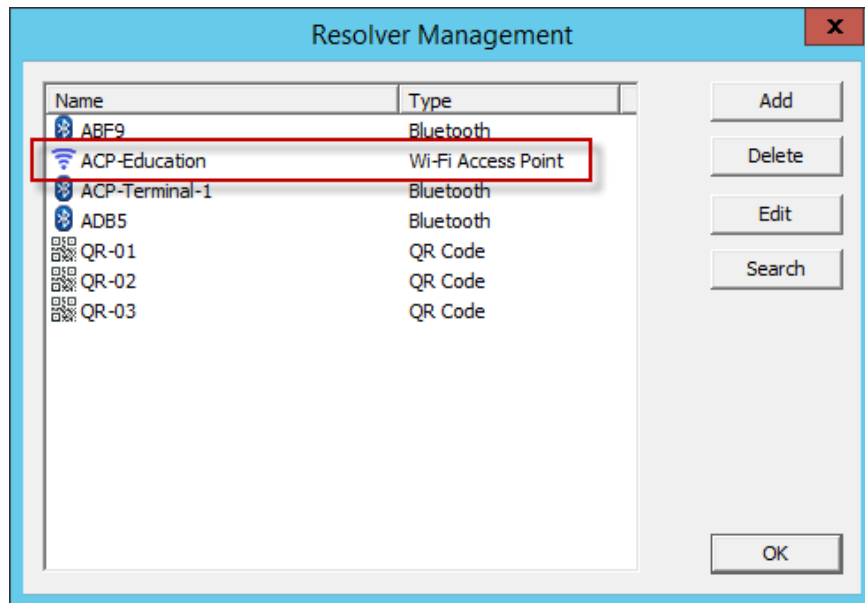 Resolver Management
x
Name Type
ABF9 Bluetooth
ACP-Education Wi-Fi Access Point
ACP-Terminal-1 Bluetooth
ADB5 Bluetooth
QR-01 QR Code
QR-02 QR Code
QR-03 QR Code
Add
Delete
Edit
Search
OK